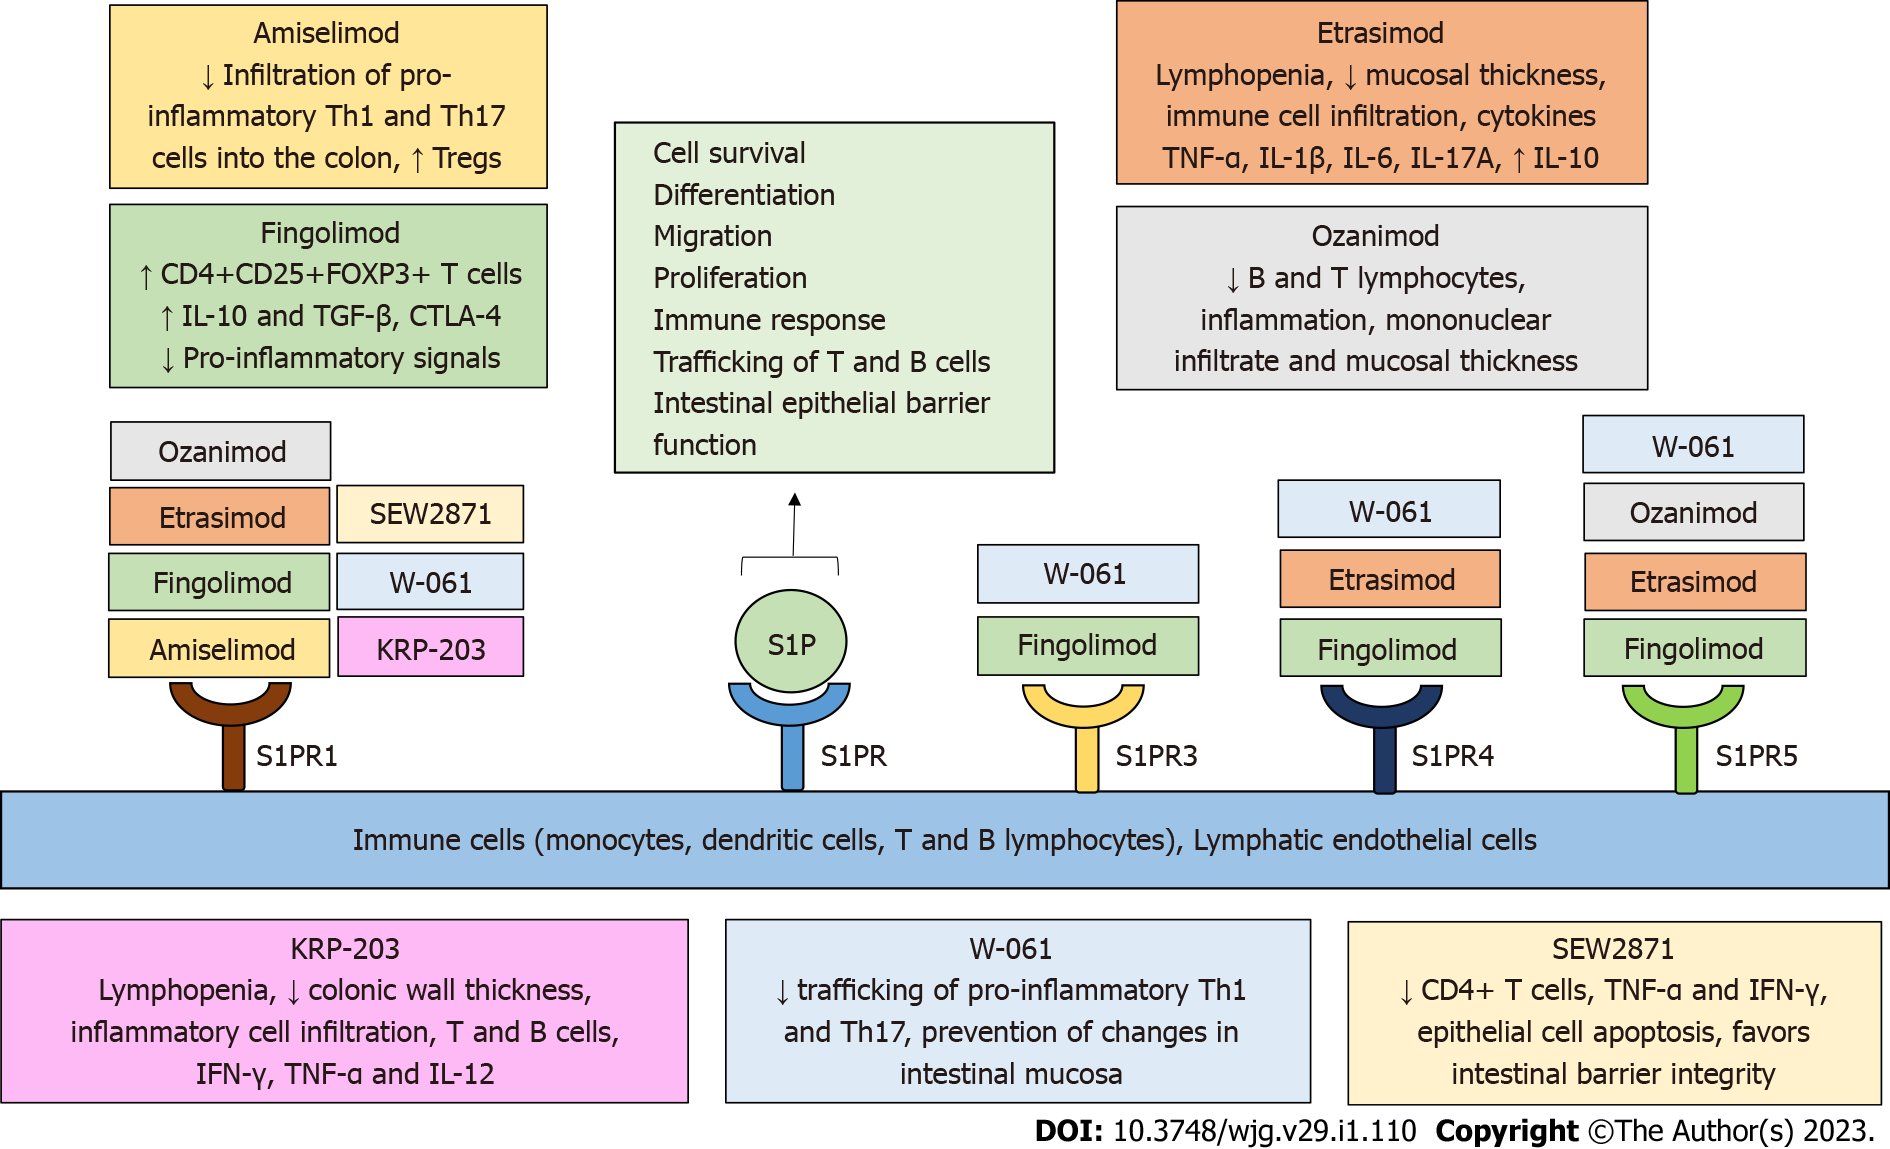 Amiselimod
↓ Infiltration of pro-
inflammatory Th1 and Th17
cells into the colon, ↑ Tregs
Fingolimod
↑ CD4+CD25+FOXP3+ T cells
↑ IL-10 and TGF-β, CTLA-4
↓ Pro-inflammatory signals
Cell survival
Differentiation
Migration
Proliferation
Immune response
Trafficking of T and B cells
Intestinal epithelial barrier
function
Etrasimod
Lymphopenia, ↓ mucosal thickness,
immune cell infiltration, cytokines
TNF-α, IL-1β, IL-6, IL-17A, ↑ IL-10
Ozanimod
↓ B and T lymphocytes,
inflammation, mononuclear
infiltrate and mucosal thickness
Ozanimod
Etrasimod
Fingolimod
Amiselimod
SEW2871
W-061
KRP-203
S1PR1
S1P
S1PR
W-061
Fingolimod
S1PR3
W-061
Etrasimod
Fingolimod
S1PR4
W-061
Ozanimod
Etrasimod
Fingolimod
S1PR5
Immune cells (monocytes, dendritic cells, T and B lymphocytes), Lymphatic endothelial cells
KRP-203
Lymphopenia, ↓ colonic wall thickness,
inflammatory cell infiltration, T and B cells,
IFN-γ, TNF-α and IL-12
W-061
↓ trafficking of pro-inflammatory Th1
and Th17, prevention of changes in
intestinal mucosa
SEW2871
↓ CD4+ T cells, TNF-α and IFN-γ,
epithelial cell apoptosis, favors
intestinal barrier integrity
DOI: 10.3748/wjg.v29.i1.110 Copyright ©The Author(s) 2023.